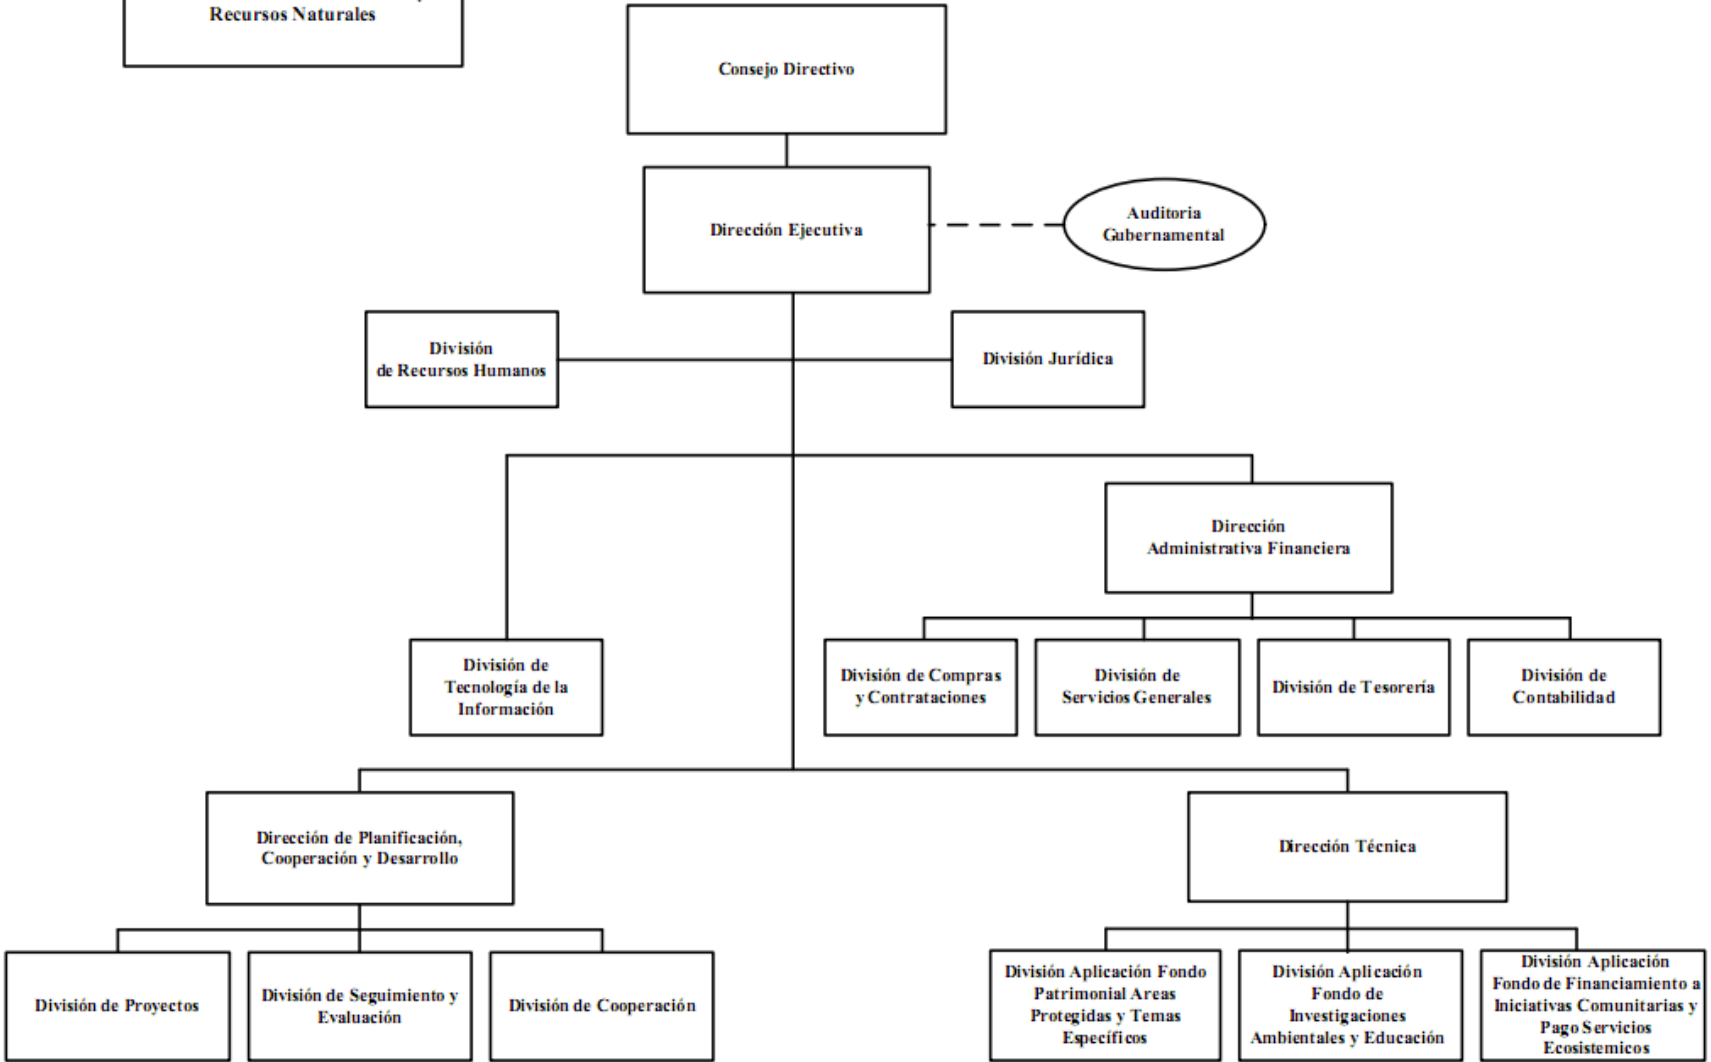 Recursos Naturales
Consejo Directivo
Dirección Ejecutiva
Auditoria
Gubernamental
División
de Recursos Humanos
División Jurídica
Dirección
Administrativa Financiera
División de
Tecnología de la
Información
División de Compras
y Contrataciones
División de
Servicios Generales
División de Tesorería
División de
Contabilidad
Dirección de Planificación,
Cooperación y Desarrollo
Dirección Técnica
División de Proyectos
División de Seguimiento y
Evaluación
División de Cooperación
División Aplicación Fondo
Patrimonial Areas
Protegidas y Temas
Específicos
División Aplicación
Fondo de
Investigaciones
Ambientales y Educación
División Aplicación
Fondo de Financiamiento a
Iniciativas Comunitarias y
Pago Servicios
Ecosistemicos